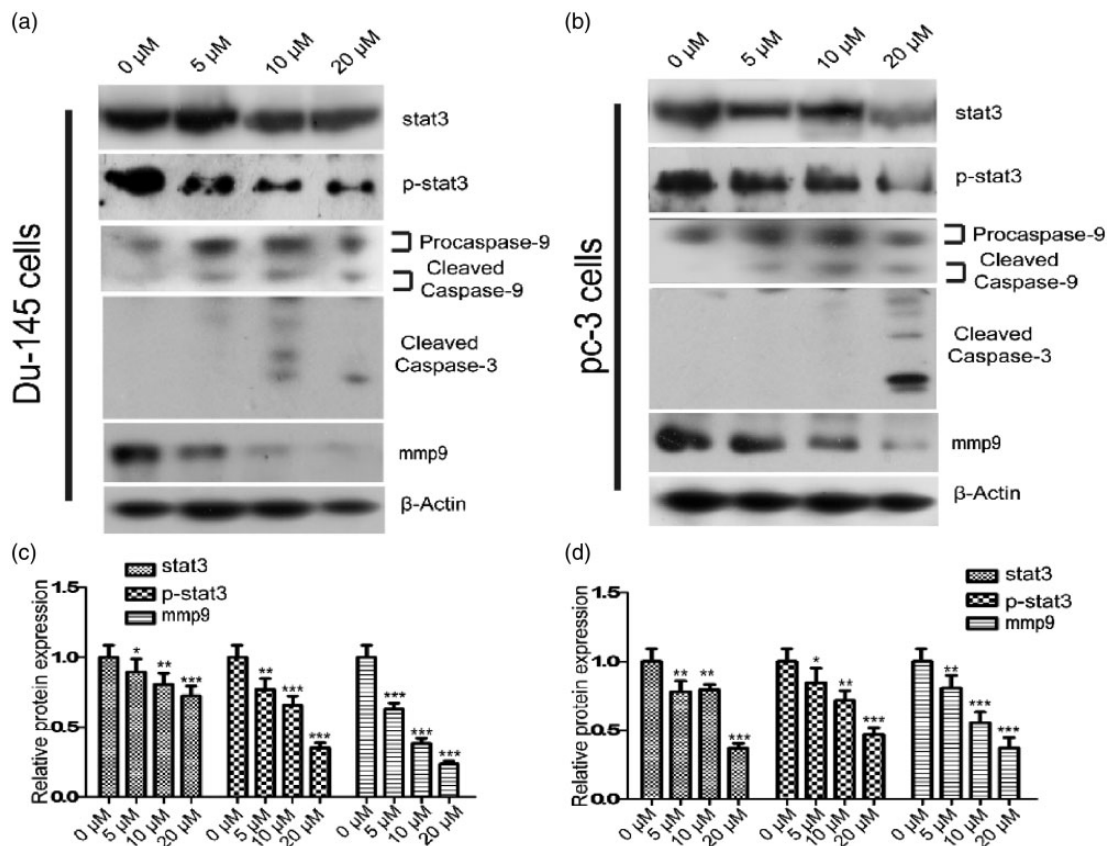 (a)
0 µM 5 µM 10 µM 20 µM
Du-145 cells
stat3
p-stat3
Procaspase-9
Cleaved
Caspase-9
Cleaved
Caspase-3
mmp9
β-Actin
(b)
0 µM 5 µM 10 µM 20 µM
pc-3 cells
stat3
p-stat3
Procaspase-9
Cleaved
Caspase-9
Cleaved
Caspase-3
mmp9
β-Actin
(c)
stat3
p-stat3
mmp9
Relative protein expression
1.5
1.0
0.5
0.0
* ** *** ** *** *** *** *** ***
0 µM 5 µM 10 µM 20 µM 0 µM 5 µM 10 µM 20 µM 0 µM 5 µM 10 µM 20 µM
(d)
stat3
p-stat3
mmp9
Relative protein expression
1.5
1.0
0.5
0.0
** ** *** * ** *** ** *** ***
0 µM 5 µM 10 µM 20 µM 0 µM 5 µM 10 µM 20 µM 0 µM 5 µM 10 µM 20 µM